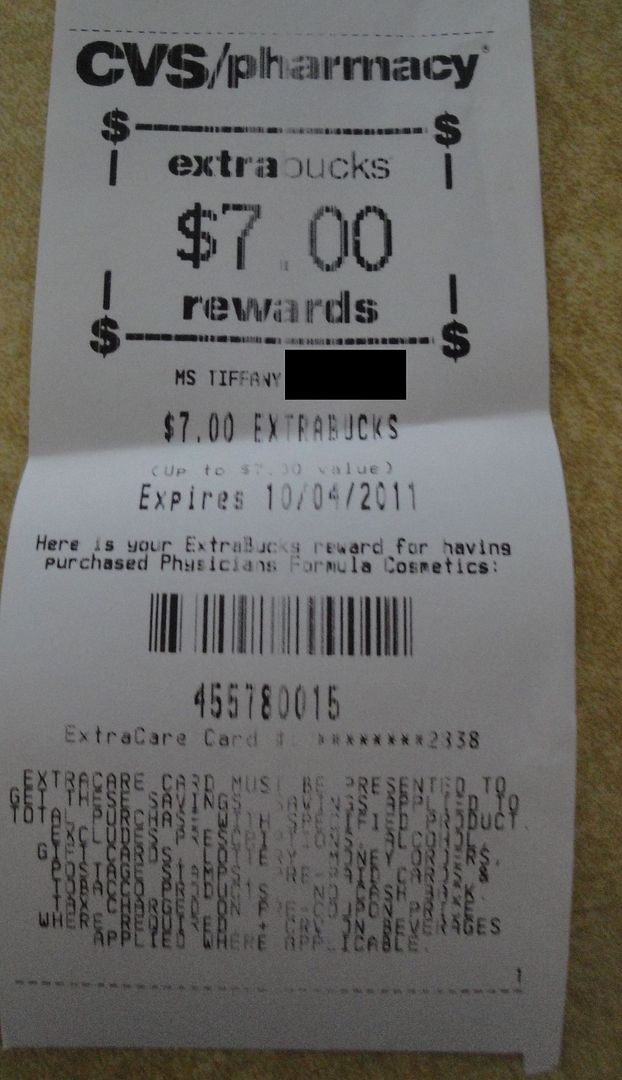 CVS/pharmacy®
$ $
extrabucks
$7.00
rewards
$ $
MS TIFFANY
$7.00 EXTRABUCKS
(Up to $7.00 value)
Expires 10/04/2011
Here is your ExtraBucks reward for having
purchased Physicians Formula Cosmetics:
455780015
ExtraCare Card #: *********2338
EXTRACARE CARD MUST BE PRESENTED TO
GET THESE SAVINGS. SAVINGS APPLIED TO
TOTAL PURCHASE WITH SPECIFIED PRODUCT.
EXCLUDES PRESCRIPTIONS, ALCOHOL,
GIFT CARDS, LOTTERY, MONEY ORDERS,
POSTAGE STAMPS, PRE-PAID CARDS &
TOBACCO PRODUCTS. NO CASH BACK.
TAX CHARGED ON PRE-COUPON PRICE
WHERE REQUIRED + CRV ON BEVERAGES
APPLIED WHERE APPLICABLE.
1